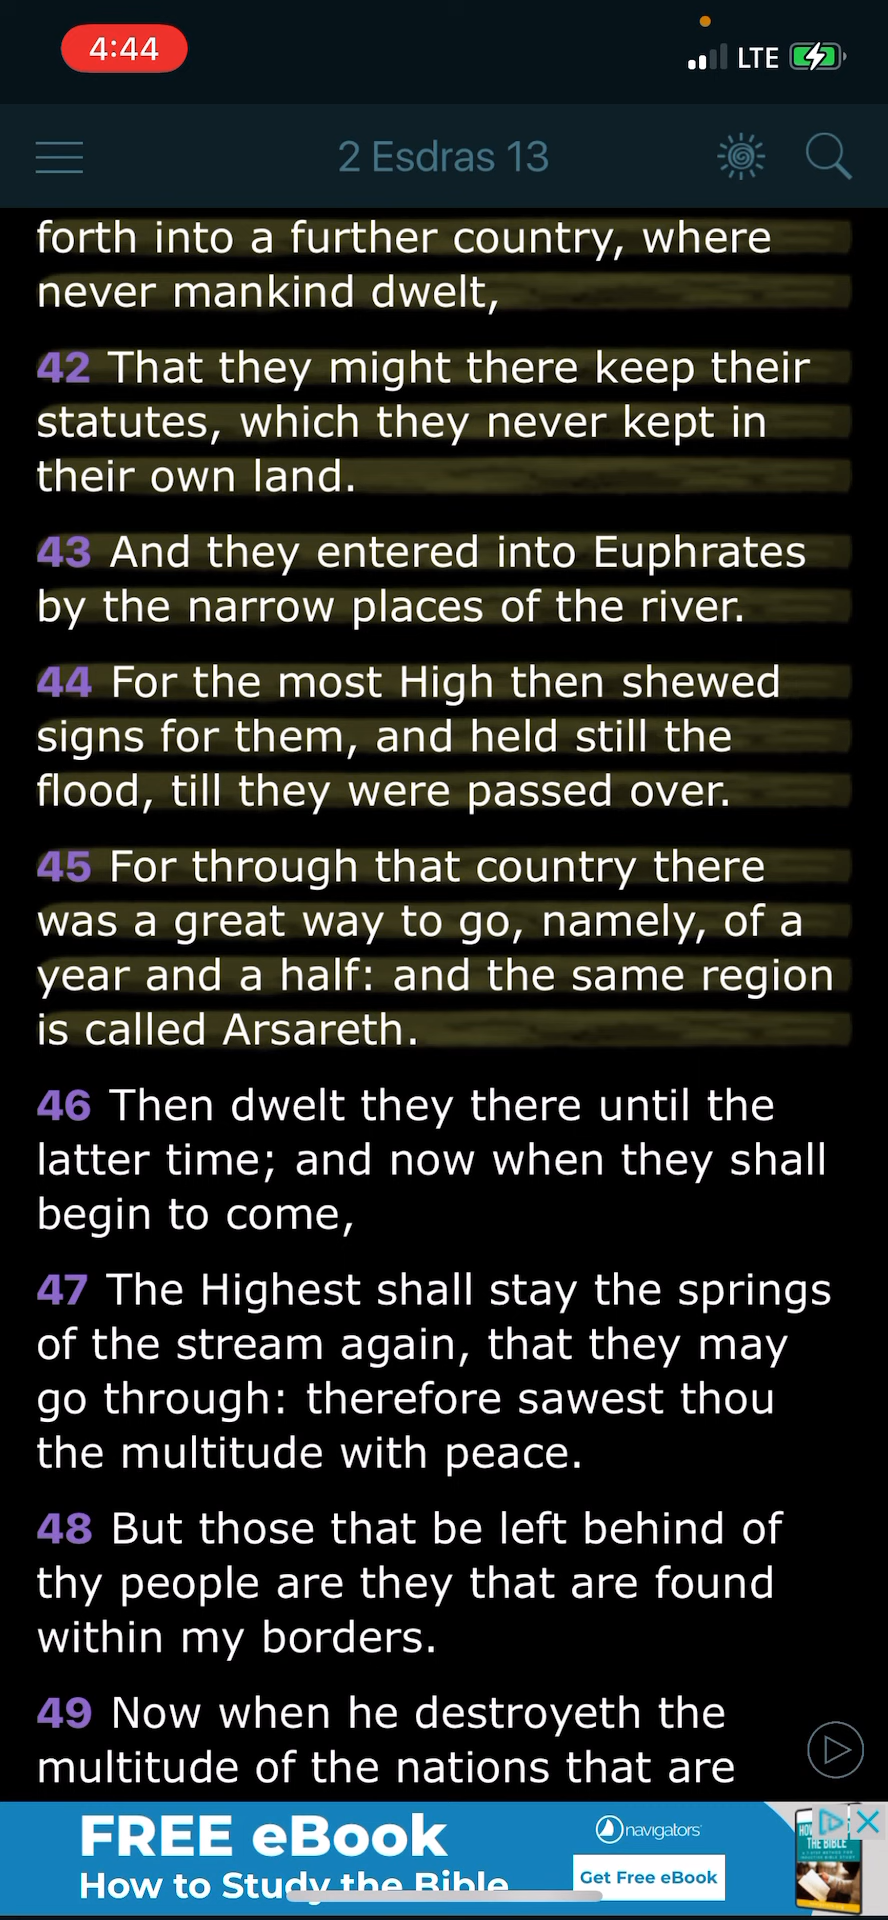 4:44
LTE
2 Esdras 13
forth into a further country, where
never mankind dwelt,
42 That they might there keep their
statutes, which they never kept in
their own land.
43 And they entered into Euphrates
by the narrow places of the river.
44 For the most High then shewed
signs for them, and held still the
flood, till they were passed over.
45 For through that country there
was a great way to go, namely, of a
year and a half: and the same region
is called Arsareth.
46 Then dwelt they there until the
latter time; and now when they shall
begin to come,
47 The Highest shall stay the springs
of the stream again, that they may
go through: therefore sawest thou
the multitude with peace.
48 But those that be left behind of
thy people are they that are found
within my borders.
49 Now when he destroyeth the
multitude of the nations that are
FREE eBook
How to Study the Bible
navigators
Get Free eBook
THE BIBLE